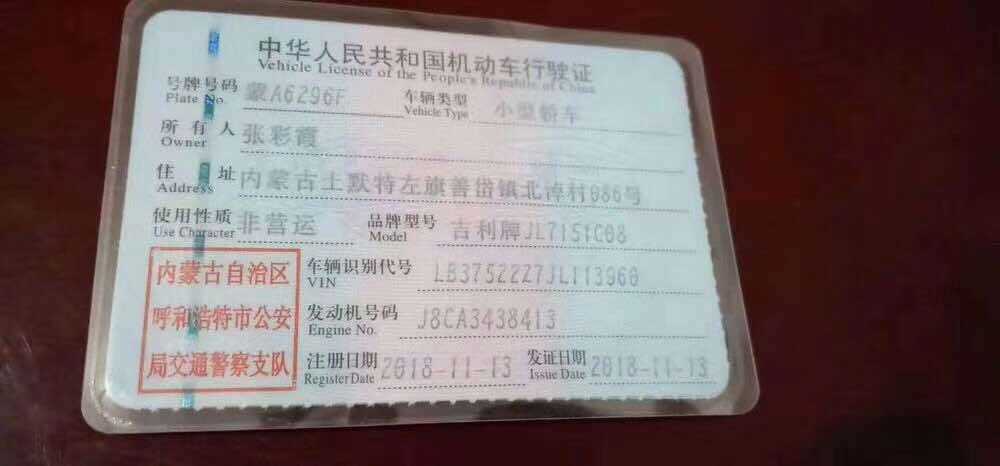 中华人民共和国机动车行驶证
Vehicle License of the People's Republic of China
号牌号码 蒙A6296F 车辆类型 小型轿车
Plate No. Vehicle Type
所有人 张彩霞
Owner
住址 内蒙古土默特左旗善岱镇北淖村086号
Address
使用性质 非营运 品牌型号 吉利牌JL7151C08
Use Character Model
内蒙古自治区 车辆识别代号 LB37522Z7JL113960
VIN
呼和浩特市公安 发动机号码 J8CA3438413
Engine No.
局交通警察支队 注册日期 2018-11-13 发证日期 2018-11-13
Register Date Issue Date